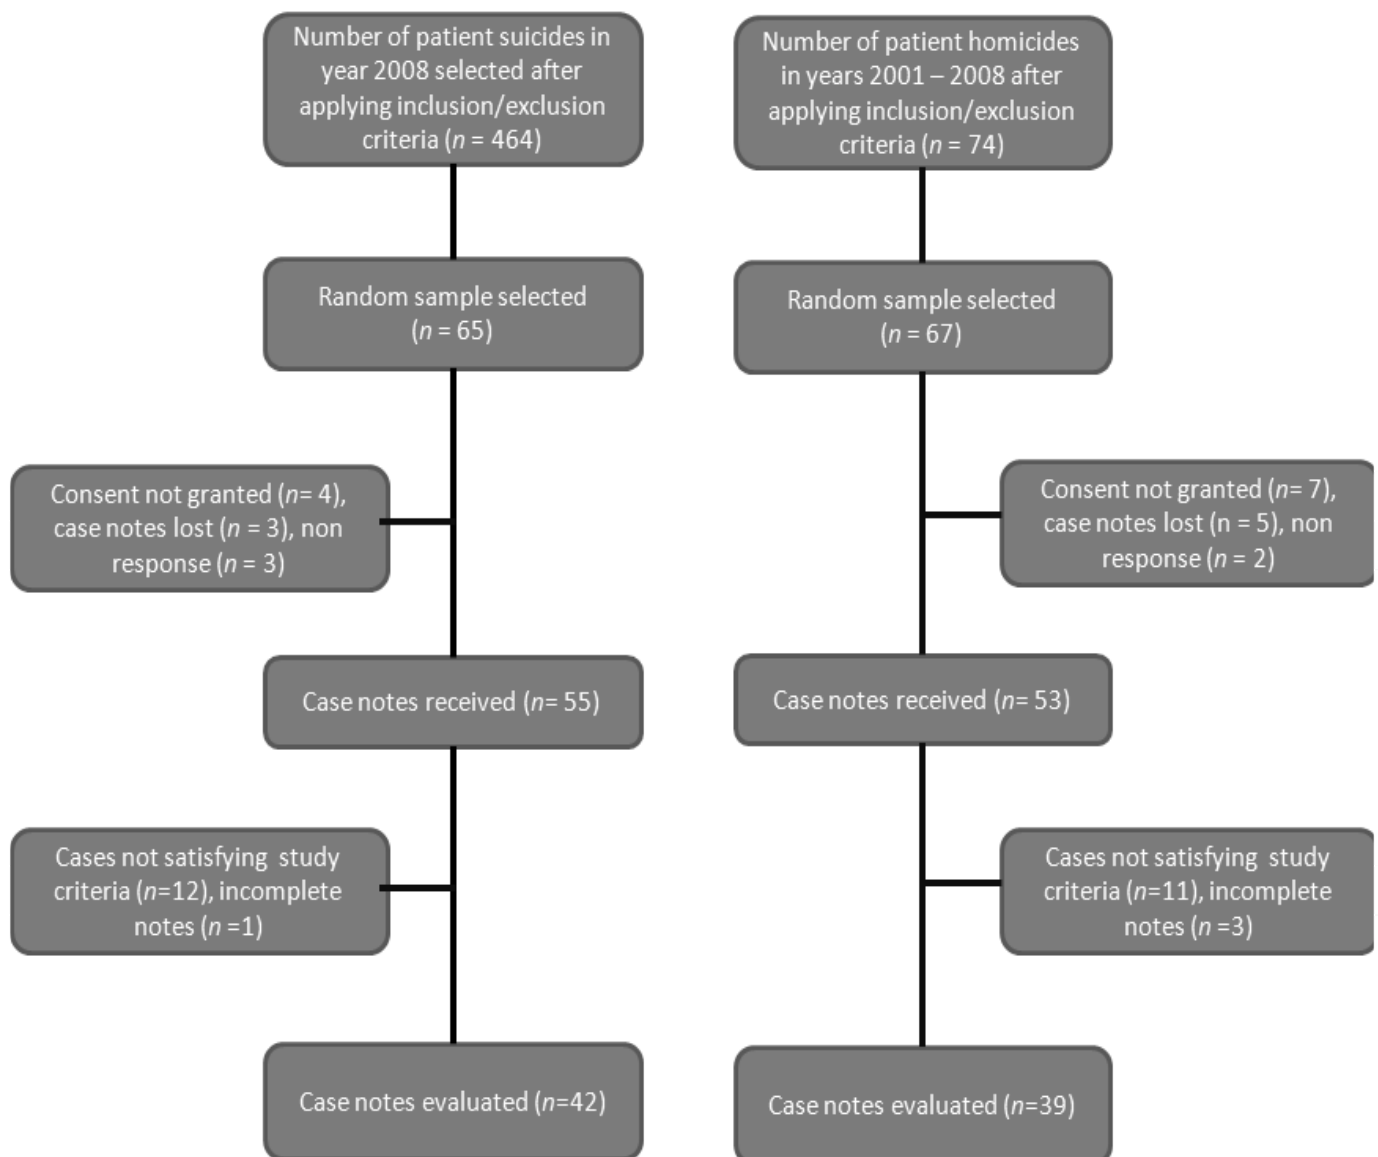 Number of patient suicides in
year 2008 selected after
applying inclusion/exclusion
criteria (n = 464)
Number of patient homicides
in years 2001 – 2008 after
applying inclusion/exclusion
criteria (n = 74)
Random sample selected
(n = 65)
Random sample selected
(n = 67)
Consent not granted (n= 4),
case notes lost (n = 3), non
response (n = 3)
Consent not granted (n= 7),
case notes lost (n = 5), non
response (n = 2)
Case notes received (n= 55)
Case notes received (n= 53)
Cases not satisfying study
criteria (n=12), incomplete
notes (n =1)
Cases not satisfying study
criteria (n=11), incomplete
notes (n =3)
Case notes evaluated (n=42)
Case notes evaluated (n=39)